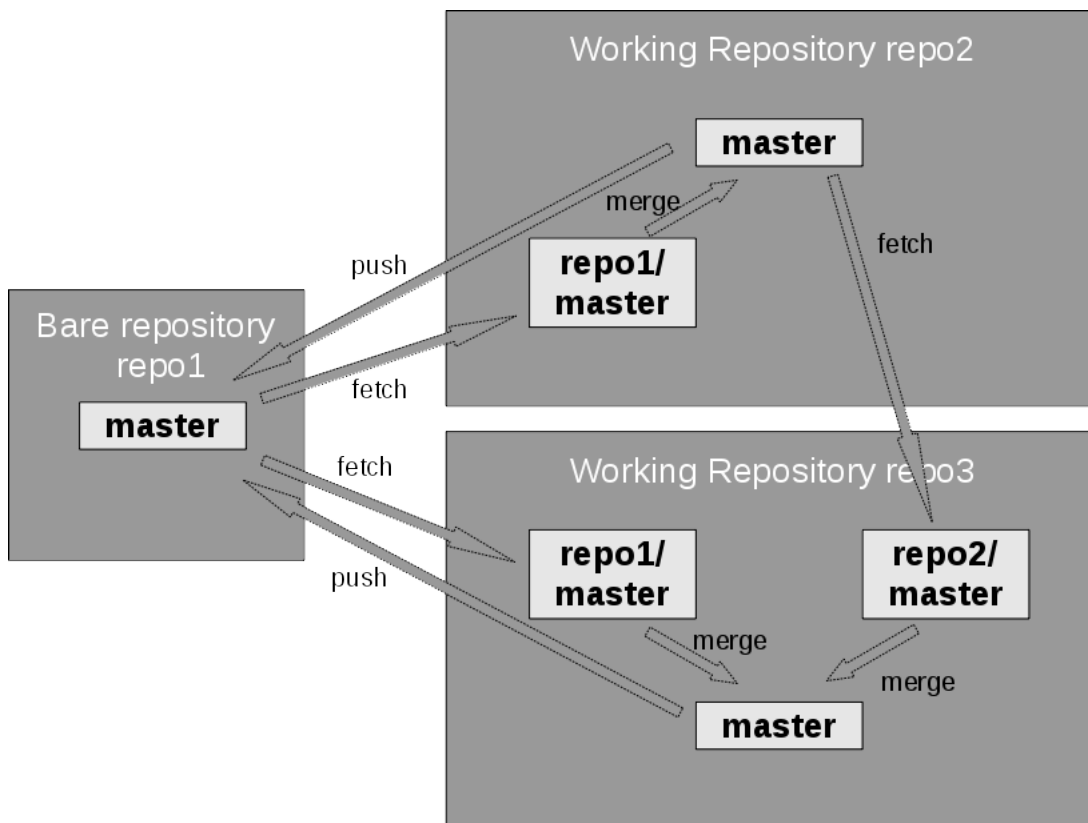 Working Repository repo2
master
merge
fetch
repo1/
master
push
Bare repository
repo1
fetch
master
fetch
Working Repository repo3
repo1/
master
repo2/
master
push
merge
merge
master